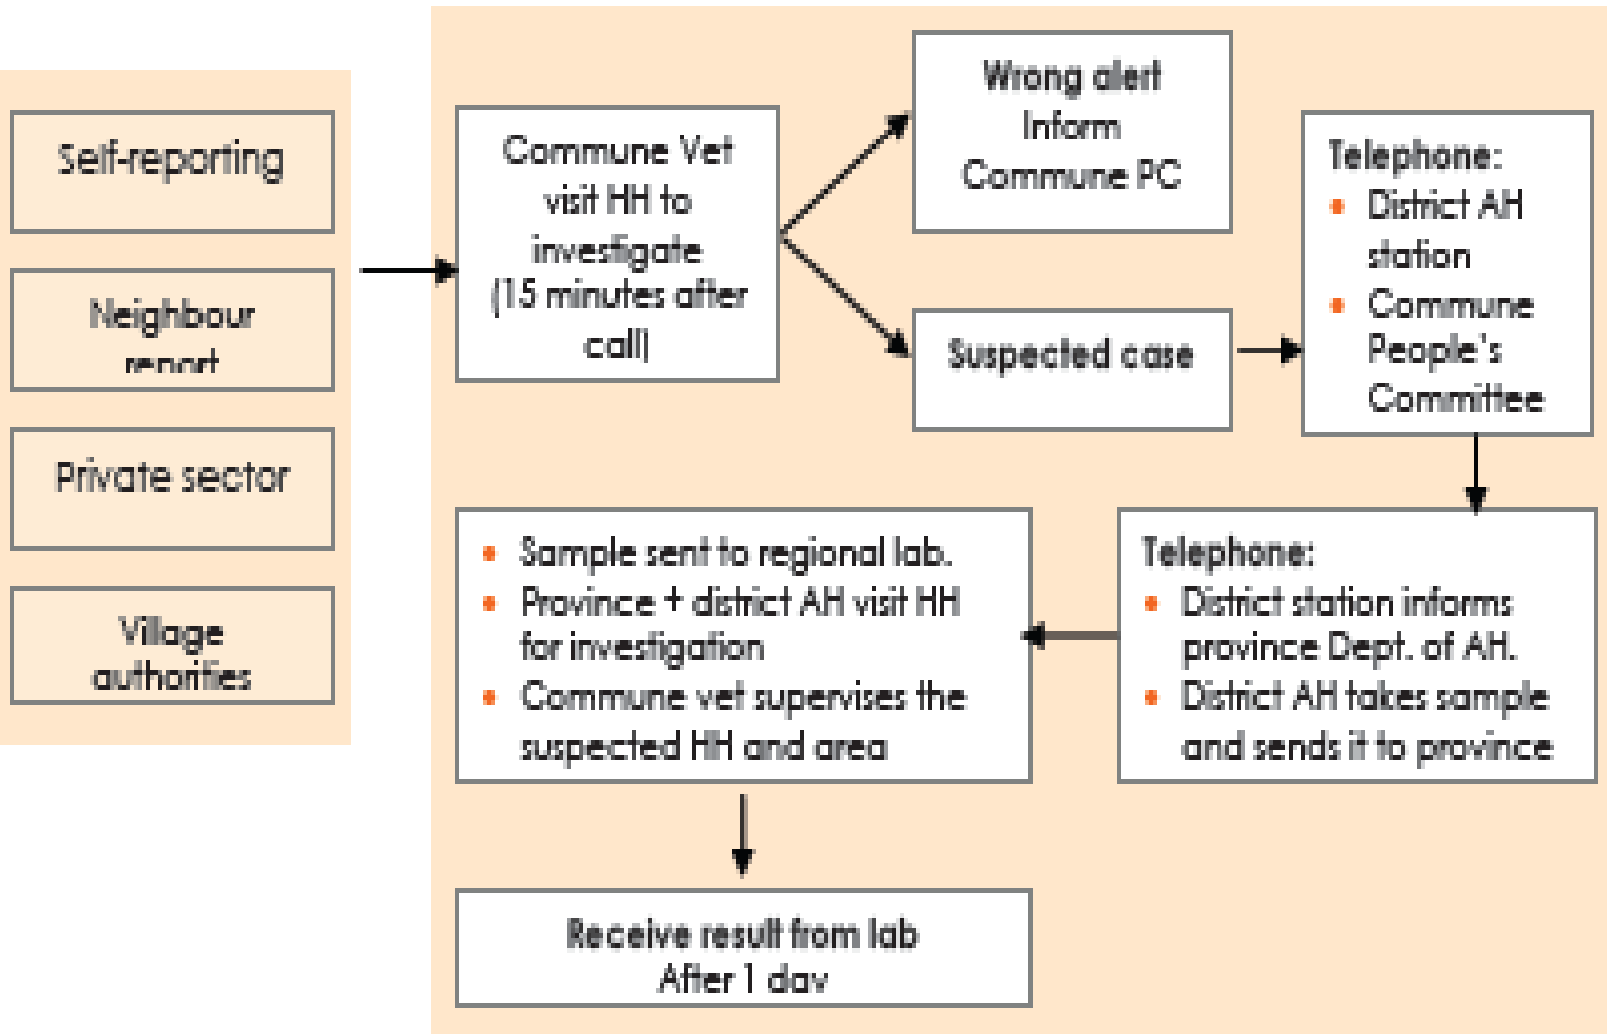 Self-reporting
Neighbour
report
Private sector
Village
authorities
Commune Vet
visit HH to
investigate
(15 minutes after
call)
Wrong alert
Inform
Commune PC
Suspected case
Telephone:
• District AH
station
• Commune
People's
Committee
Telephone:
• District station informs
province Dept. of AH.
• District AH takes sample
and sends it to province
• Sample sent to regional lab.
• Province + district AH visit HH
for investigation
• Commune vet supervises the
suspected HH and area
Receive result from lab
After 1 day